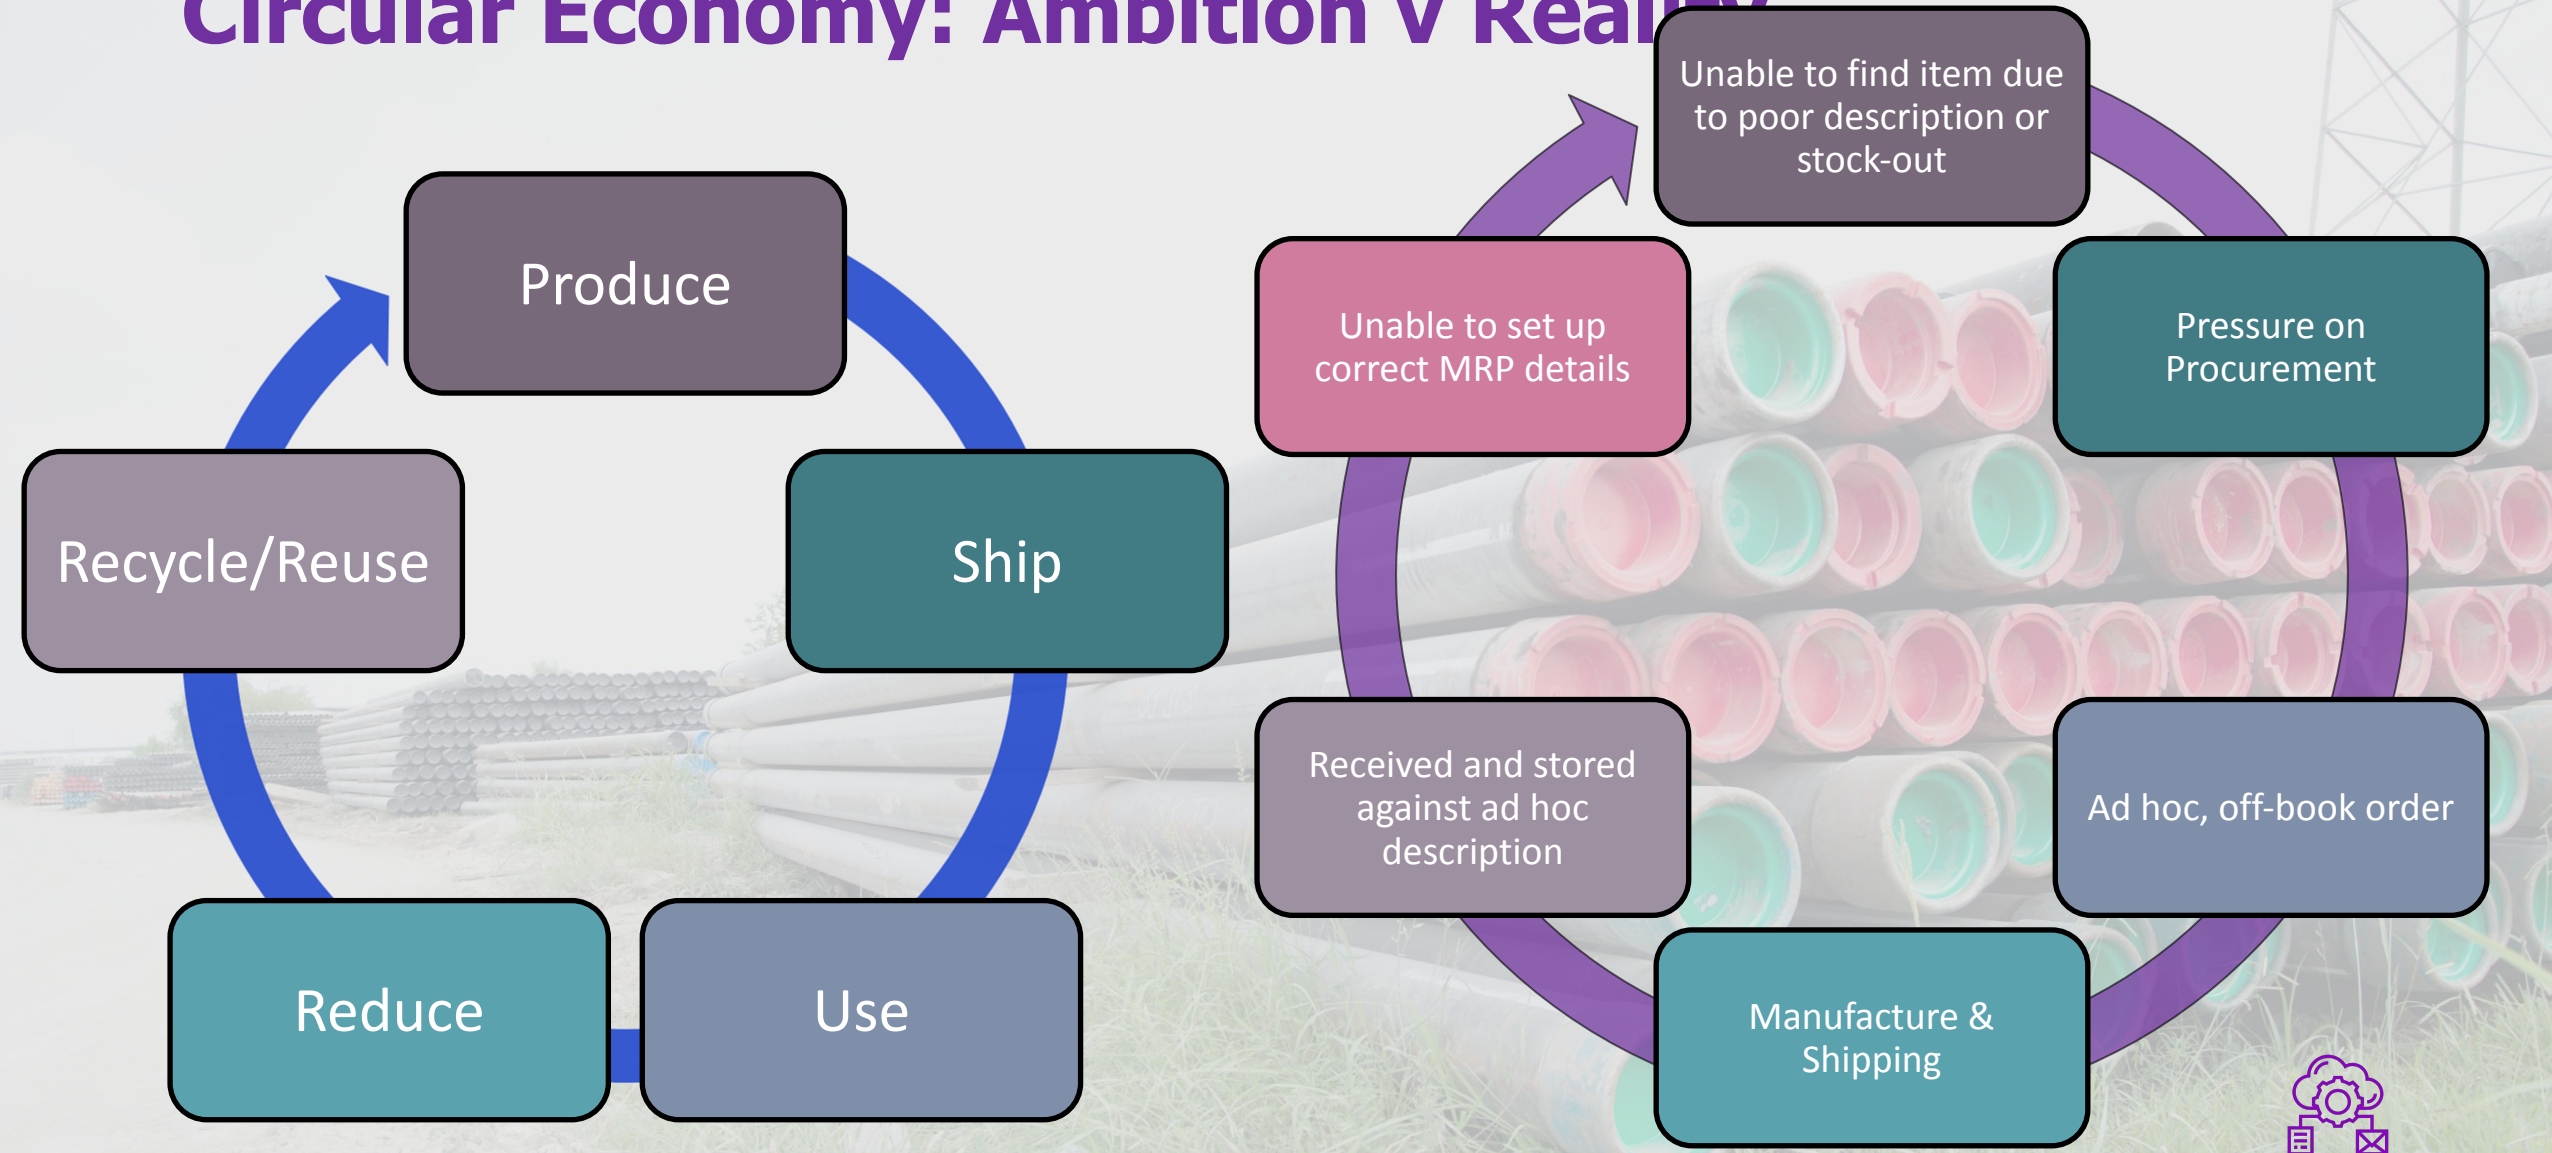 Circular Economy: Ambition v Reality
Produce
Ship
Use
Reduce
Recycle/Reuse
Unable to find item due
to poor description or
stock-out
Pressure on
Procurement
Ad hoc, off-book order
Manufacture &
Shipping
Received and stored
against ad hoc
description
Unable to set up
correct MRP details